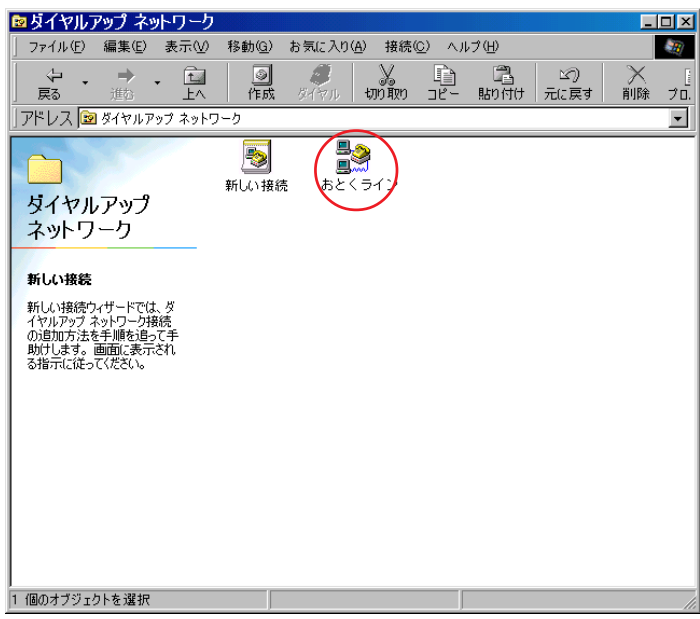 ダイヤルアップ ネットワーク
ファイル(F) 編集(E) 表示(V) 移動(G) お気に入り(A) 接続(C) ヘルプ(H)
戻る 進む 上へ 作成 ダイヤル 切り取り コピー 貼り付け 元に戻す 削除 プロ.
アドレス ダイヤルアップ ネットワーク
新しい接続 おとくライン
ダイヤルアップ
ネットワーク
新しい接続
新しい接続ウィザードでは、ダ
イヤルアップ ネットワーク接続
の追加方法を手順を追って手
助けします。画面に表示され
る指示に従ってください。
1 個のオブジェクトを選択